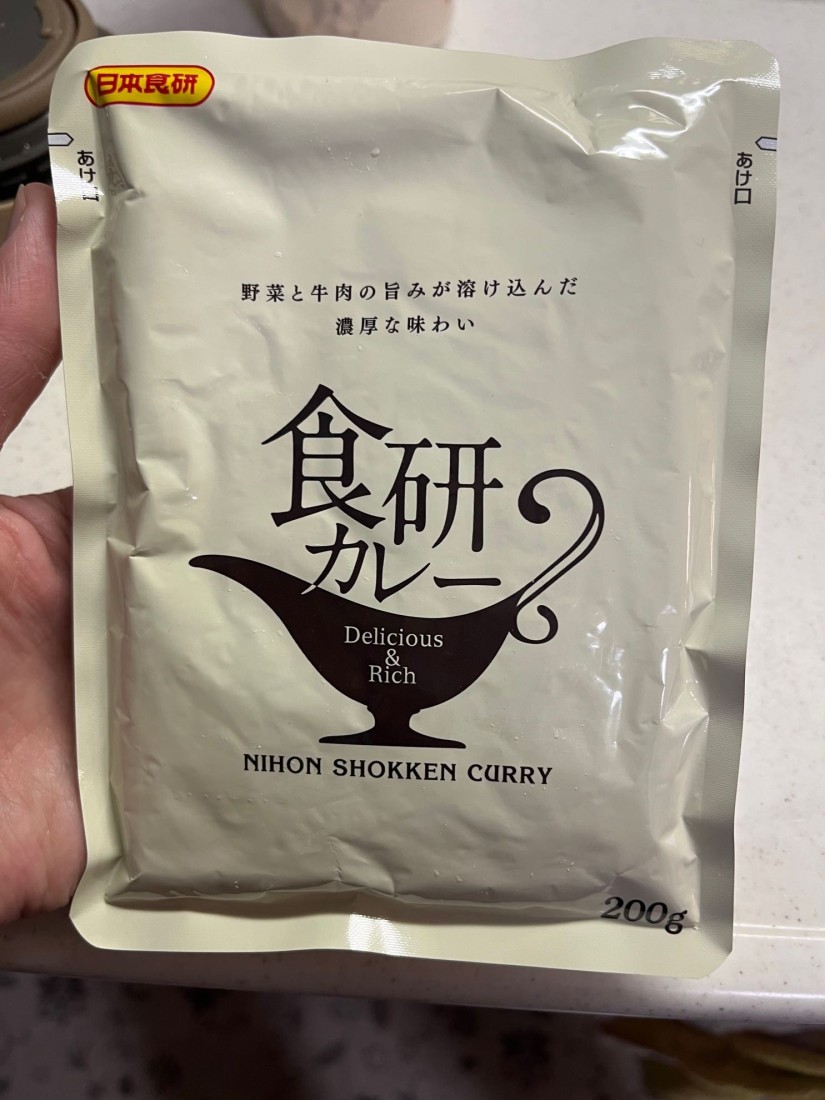 日本食研
あけ口
あけ口
野菜と牛肉の旨みが溶け込んだ
濃厚な味わい
食研
カレー
Delicious
&
Rich
NIHON SHOKKEN CURRY
200g